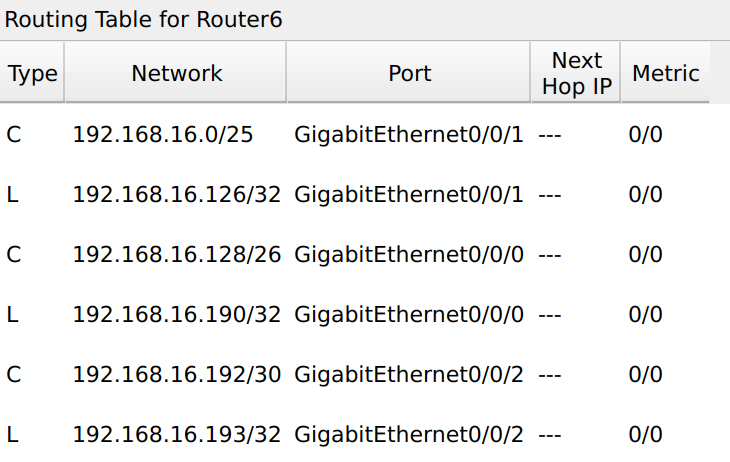 Routing Table for Router6
Type Network Port Next Hop IP Metric
C 192.168.16.0/25 GigabitEthernet0/0/1 --- 0/0
L 192.168.16.126/32 GigabitEthernet0/0/1 --- 0/0
C 192.168.16.128/26 GigabitEthernet0/0/0 --- 0/0
L 192.168.16.190/32 GigabitEthernet0/0/0 --- 0/0
C 192.168.16.192/30 GigabitEthernet0/0/2 --- 0/0
L 192.168.16.193/32 GigabitEthernet0/0/2 --- 0/0